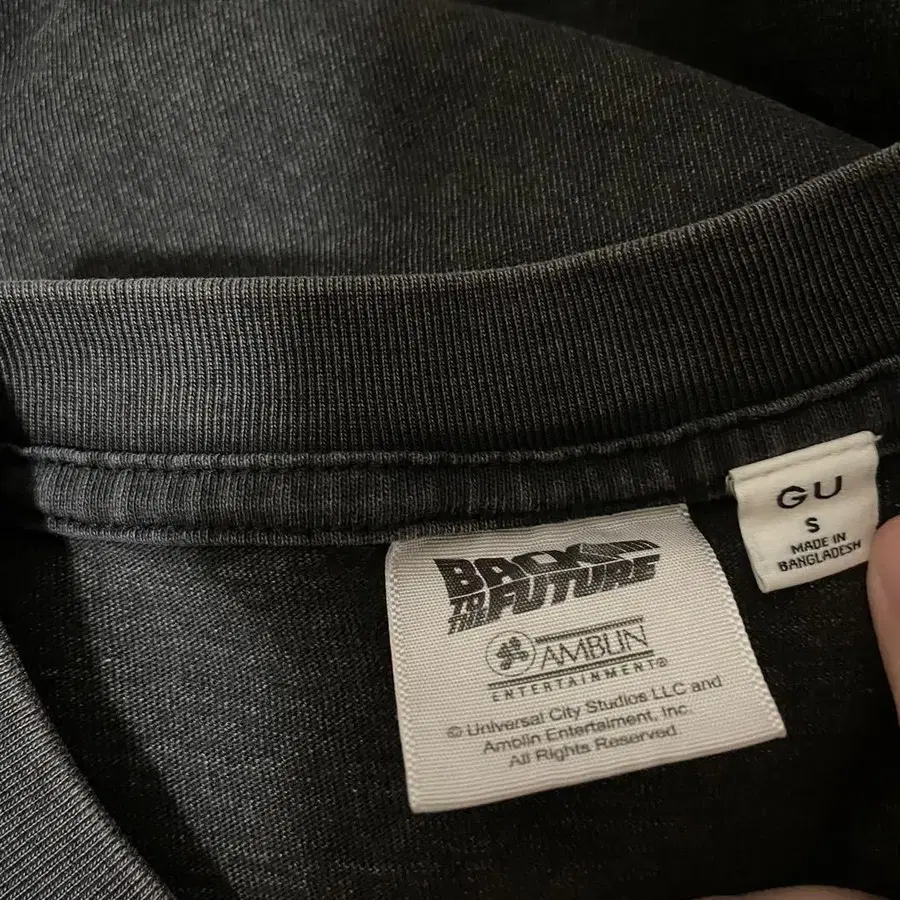 BACK
TO THE FUTURE
AMBLIN
ENTERTAINMENT®
© Universal City Studios LLC and
Amblin Entertaiment, Inc.
All Rights Reserved
GU
S
MADE IN
BANGLADESH